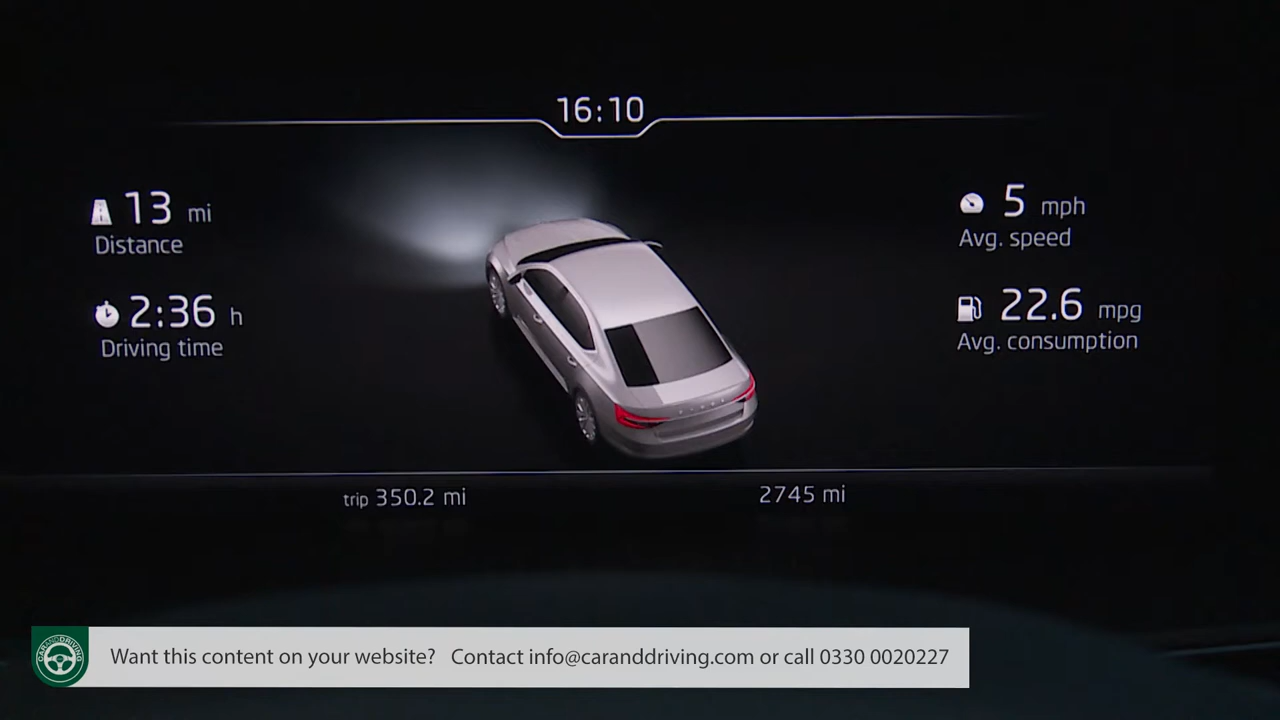 16:10
13 mi
Distance
2:36 h
Driving time
5 mph
Avg. speed
22.6 mpg
Avg. consumption
SKODA
trip 350.2 mi
2745 mi
CARANDDRIVING
Want this content on your website? Contact info@caranddriving.com or call 0330 0020227